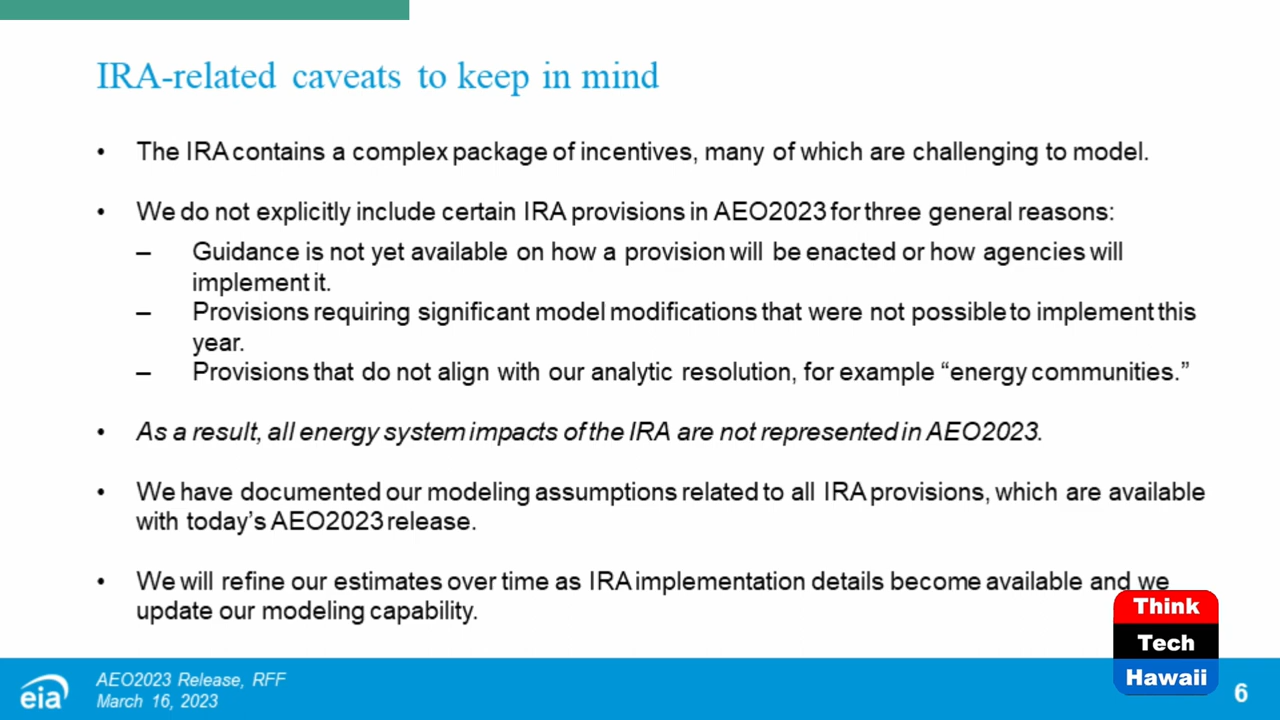 IRA-related caveats to keep in mind
• The IRA contains a complex package of incentives, many of which are challenging to model.
• We do not explicitly include certain IRA provisions in AEO2023 for three general reasons:
– Guidance is not yet available on how a provision will be enacted or how agencies will
implement it.
– Provisions requiring significant model modifications that were not possible to implement this
year.
– Provisions that do not align with our analytic resolution, for example “energy communities.”
• As a result, all energy system impacts of the IRA are not represented in AEO2023.
• We have documented our modeling assumptions related to all IRA provisions, which are available
with today’s AEO2023 release.
• We will refine our estimates over time as IRA implementation details become available and we
update our modeling capability.
Think
Tech
Hawaii
eia
AEO2023 Release, RFF
March 16, 2023
6